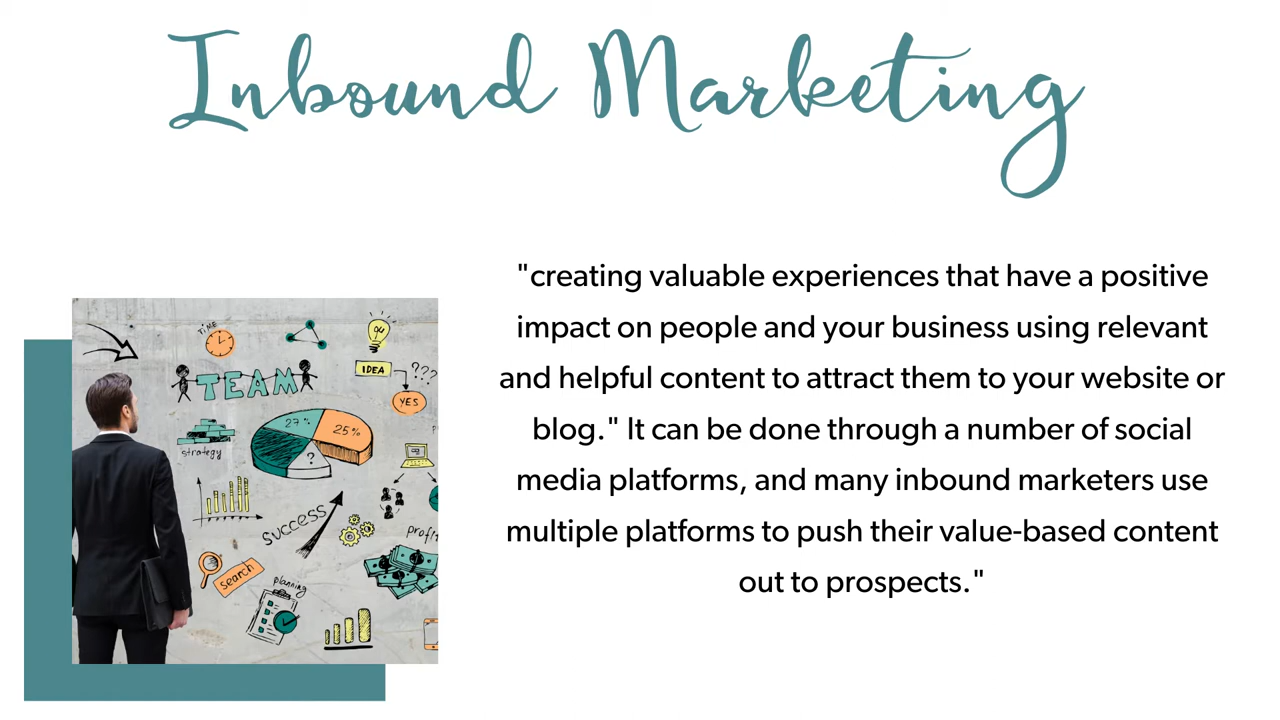 Inbound Marketing
"creating valuable experiences that have a positive
impact on people and your business using relevant
and helpful content to attract them to your website or
blog." It can be done through a number of social
media platforms, and many inbound marketers use
multiple platforms to push their value-based content
out to prospects."
TIME
IDEA
???
YES
TEAM
27%
25%
?
strategy
success
profit
search
planning